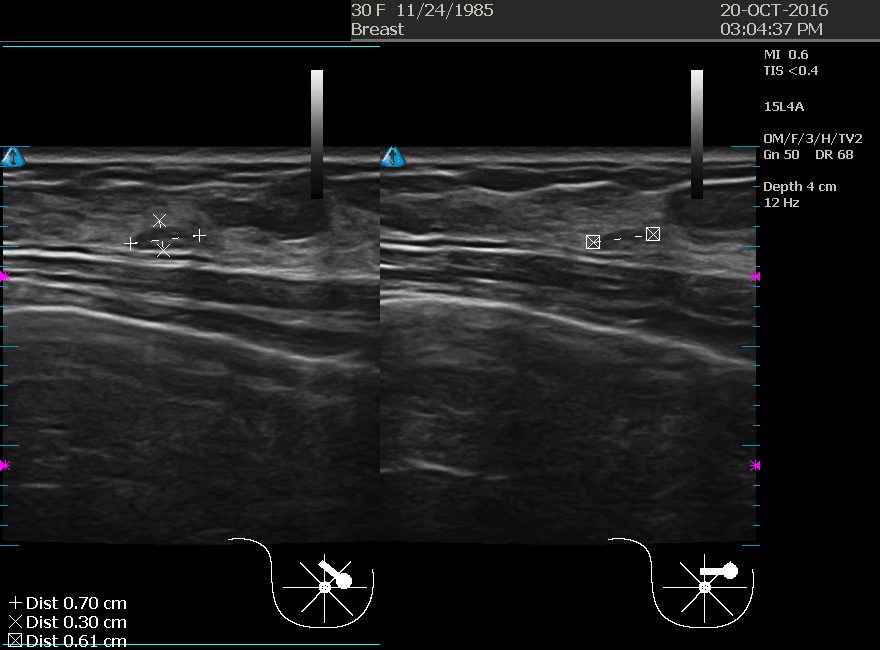 30 F 11/24/1985 20-OCT-2016
Breast 03:04:37 PM
MI 0.6
TIS <0.4
15L4A
OM/F/3/H/TV2
Gn 50 DR 68
Depth 4 cm
12 Hz
Dist 0.70 cm
Dist 0.30 cm
Dist 0.61 cm